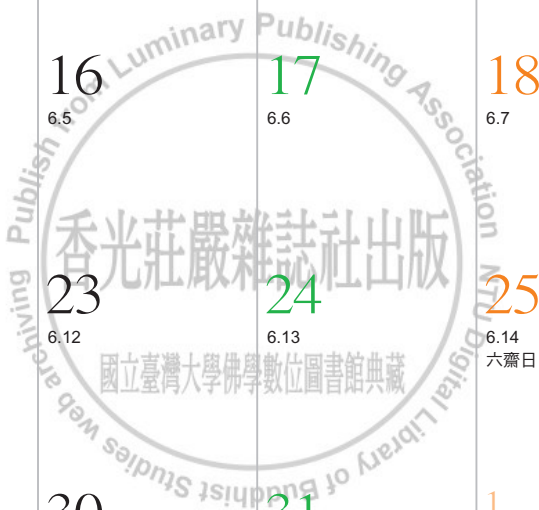 Publish from Luminary Publishing Association
16 17 18
6.5 6.6 6.7
香光莊嚴雜誌社出版
23 24 25
6.12 6.13 6.14
六齋日
國立臺灣大學佛學數位圖書館典藏
NTU Digital Library of Buddhist Studies web archiving
30 31 1